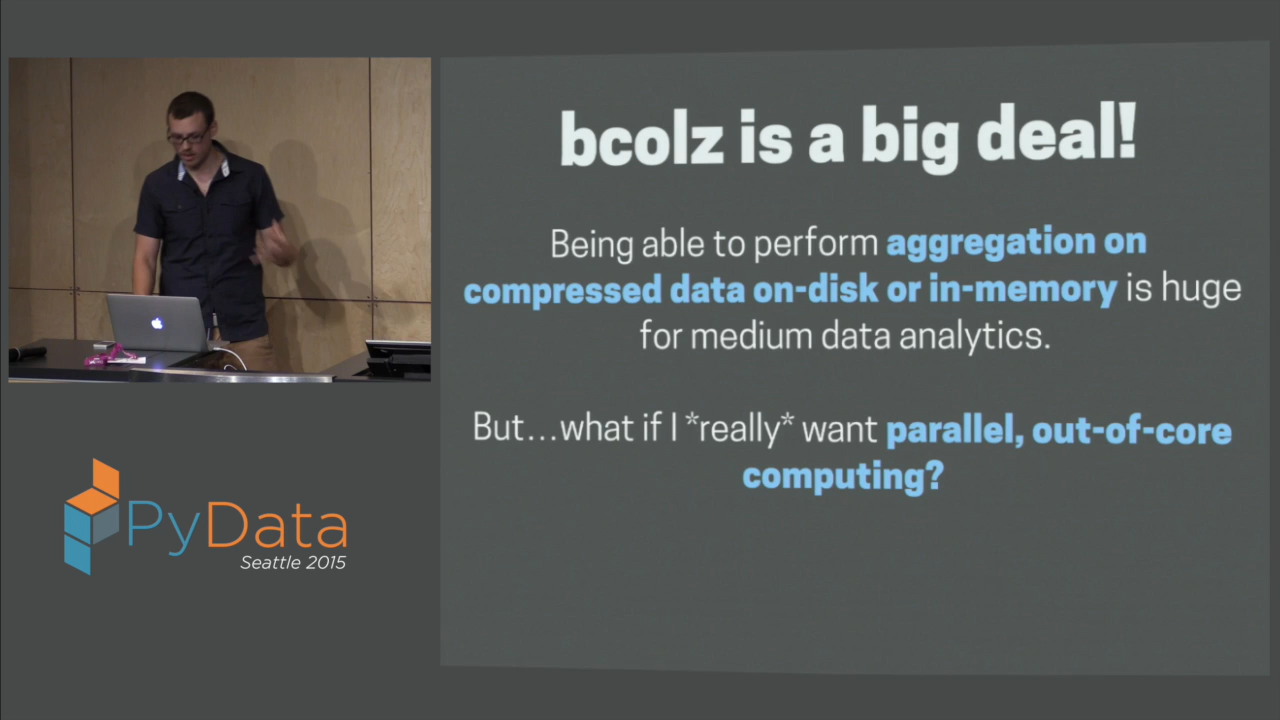 bcolz is a big deal!
Being able to perform aggregation on
compressed data on-disk or in-memory is huge
for medium data analytics.
But...what if I *really* want parallel, out-of-core
computing?
PyData
Seattle 2015